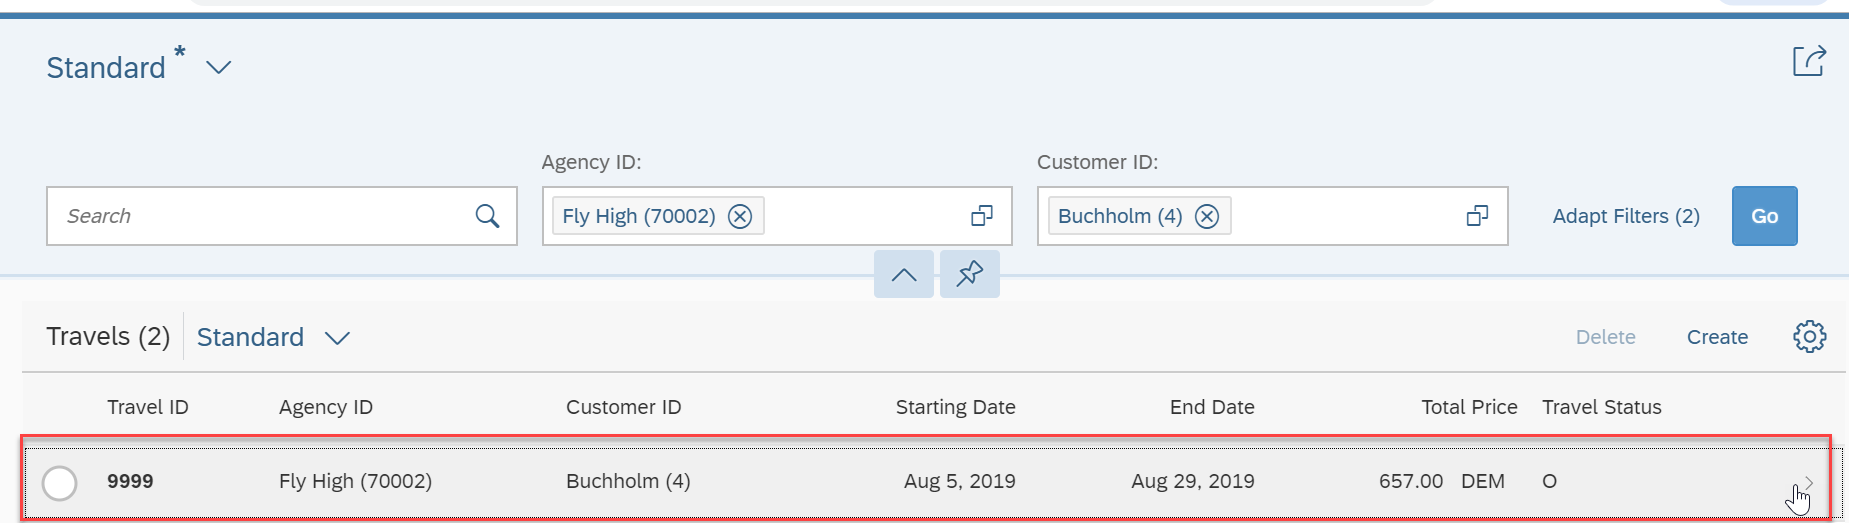 Standard *
Agency ID: Customer ID:
Search Fly High (70002) Buchholm (4) Adapt Filters (2) Go
Travels (2) Standard Delete Create
Travel ID Agency ID Customer ID Starting Date End Date Total Price Travel Status
9999 Fly High (70002) Buchholm (4) Aug 5, 2019 Aug 29, 2019 657.00 DEM O